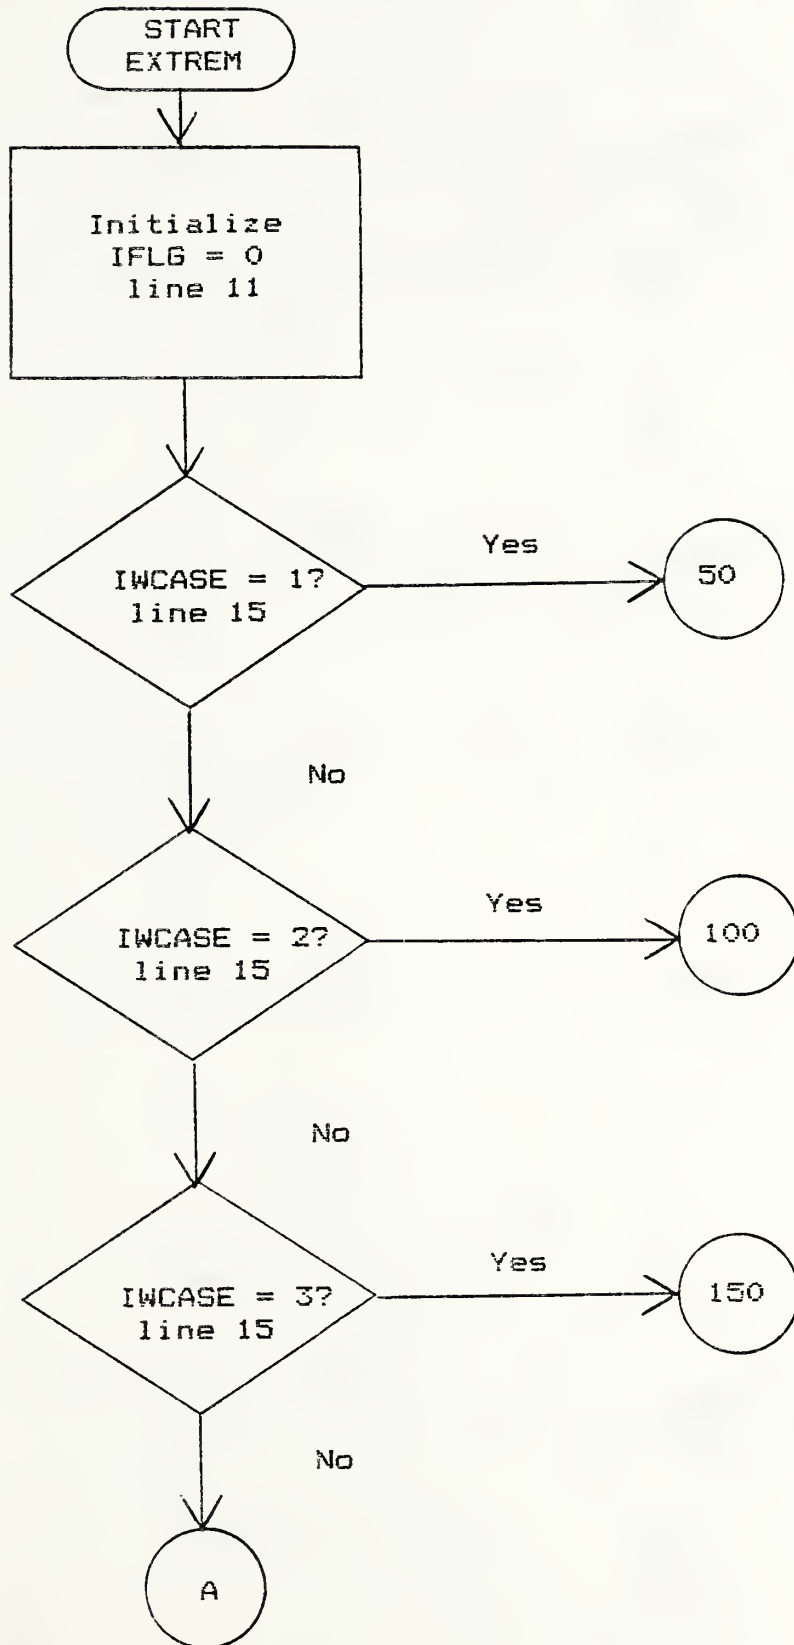 START
EXTREM
Initialize
IFLG = 0
line 11
IWCASE = 1?
line 15
Yes
50
No
IWCASE = 2?
line 15
Yes
100
No
IWCASE = 3?
line 15
Yes
150
No
A